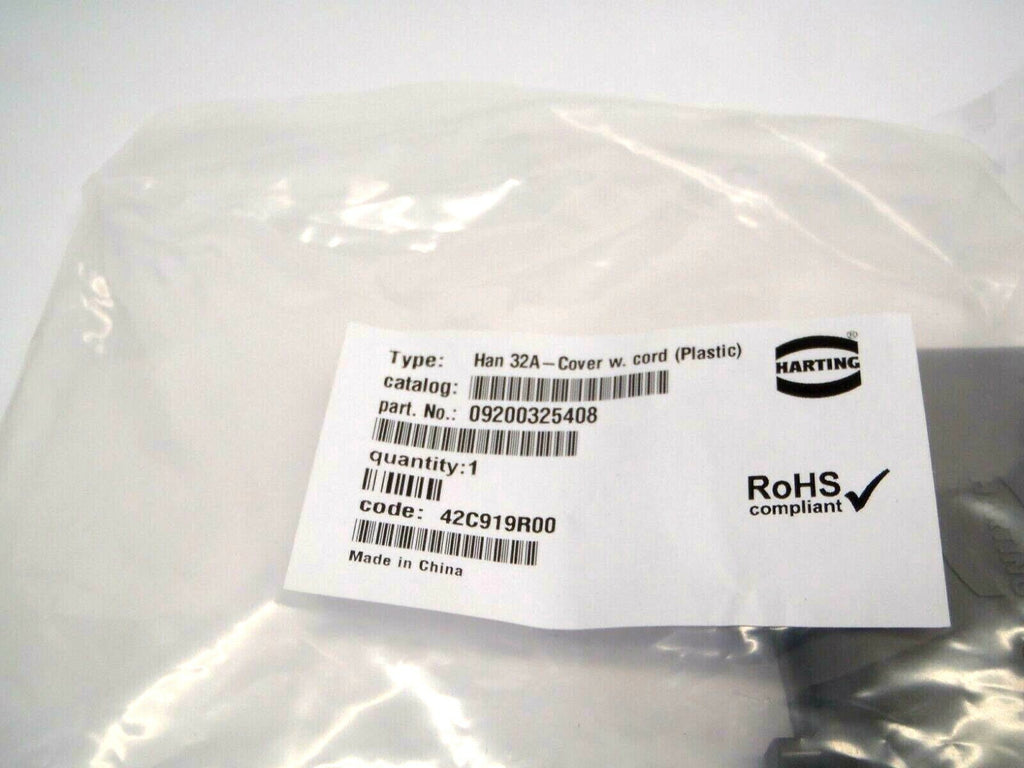 Type: Han 32A-Cover w. cord (Plastic)
catalog:
part. No.: 09200325408
quantity:1
code: 42C919R00
Made in China
HARTING®
RoHS
compliant